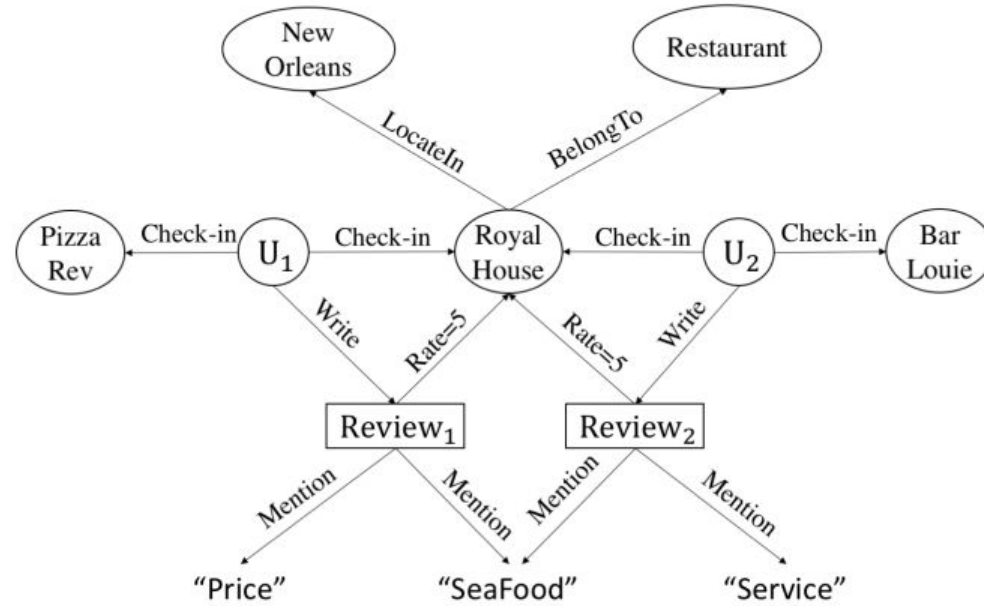 New
Orleans
Restaurant
LocateIn
BelongTo
Pizza
Rev
Check-in
U₁
Check-in
Royal
House
Check-in
U₂
Check-in
Bar
Louie
Write
Rate=5
Rate=5
Write
Review₁
Review₂
Mention
Mention
Mention
Mention
“Price”
“SeaFood”
“Service”